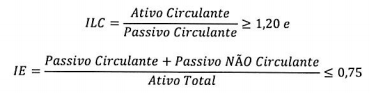 ILC = Ativo Circulante / Passivo Circulante ≥ 1,20 e
IE = Passivo Circulante + Passivo NÃO Circulante / Ativo Total ≤ 0,75